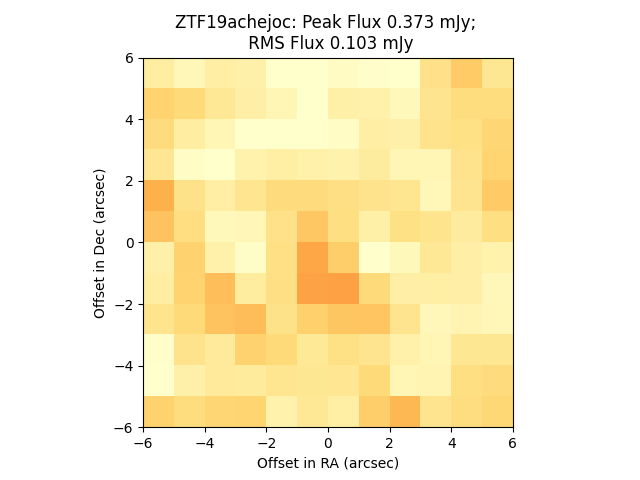 ZTF19achejoc: Peak Flux 0.373 mJy;
RMS Flux 0.103 mJy
6
4
2
0
−2
−4
−6
Offset in Dec (arcsec)
−6 −4 −2 0 2 4 6
Offset in RA (arcsec)